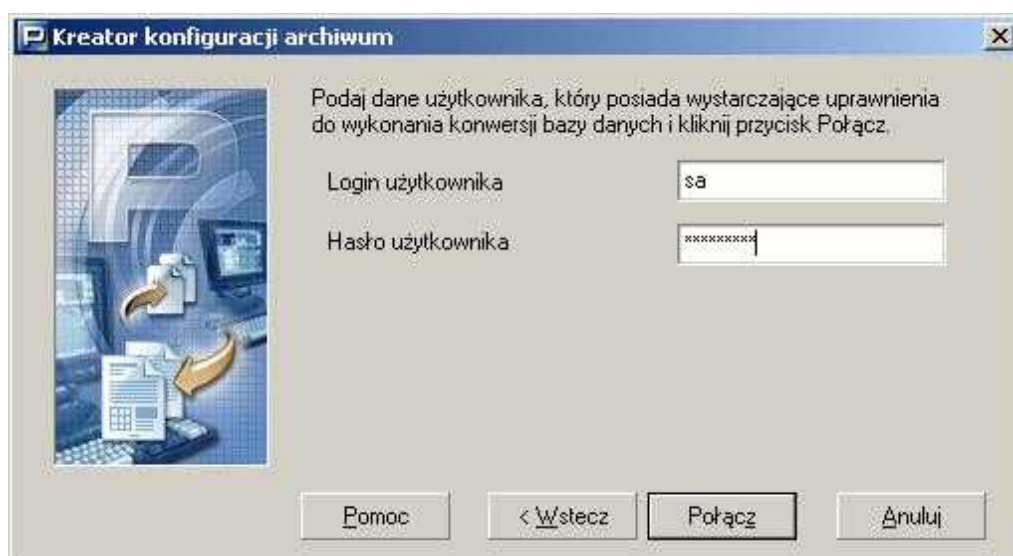 Kreator konfiguracji archiwum
Podaj dane użytkownika, który posiada wystarczające uprawnienia
do wykonania konwersji bazy danych i kliknij przycisk Połącz.
Login użytkownika sa
Hasło użytkownika ×××××××××
Pomoc < Wstecz Połącz Anuluj